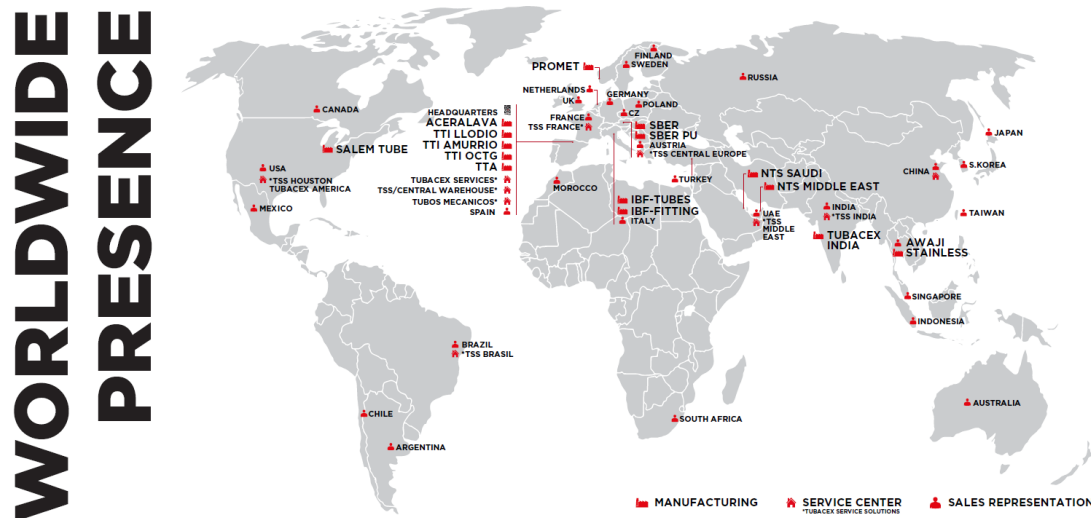 WORLDWIDE
PRESENCE
FINLAND
SWEDEN
PROMET
RUSSIA
NETHERLANDS
GERMANY
UK
POLAND
CZ
CANADA
HEADQUARTERS
ACERALAVA
TTI LLODIO
TTI AMURRIO
TTI OCTG
TTA
TUBACEX SERVICES*
TSS/CENTRAL WAREHOUSE*
TUBOS MECANICOS*
SPAIN
FRANCE
TSS FRANCE*
SBER
SBER PU
AUSTRIA
*TSS CENTRAL EUROPE
JAPAN
SALEM TUBE
USA
*TSS HOUSTON
TUBACEX AMERICA
MEXICO
MOROCCO
TURKEY
NTS SAUDI
NTS MIDDLE EAST
CHINA
S.KOREA
IBF-TUBES
IBF-FITTING
ITALY
UAE
*TSS
MIDDLE
EAST
INDIA
*TSS INDIA
TAIWAN
TUBACEX
INDIA
AWAJI
STAINLESS
SINGAPORE
INDONESIA
BRAZIL
*TSS BRASIL
CHILE
ARGENTINA
SOUTH AFRICA
AUSTRALIA
MANUFACTURING
SERVICE CENTER
*TUBACEX SERVICE SOLUTIONS
SALES REPRESENTATION